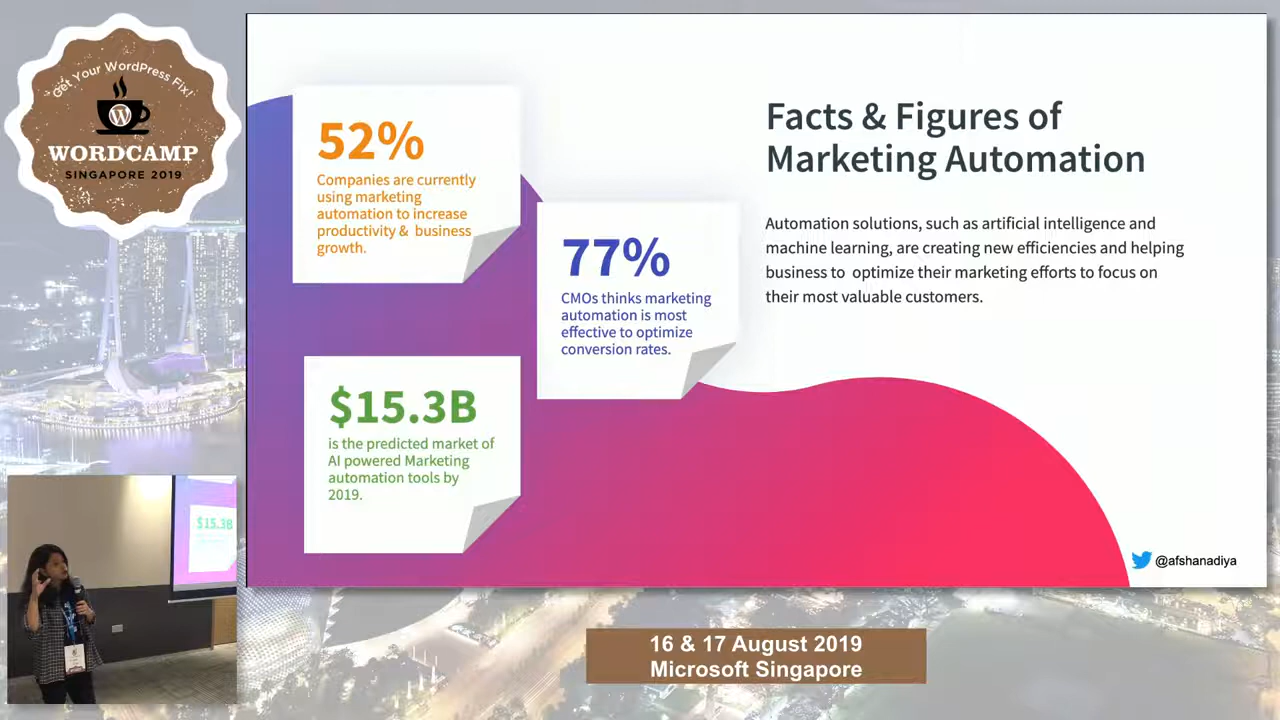 Get Your WordPress Fix!
WORDCAMP
SINGAPORE 2019
52%
Companies are currently
using marketing
automation to increase
productivity & business
growth.
77%
CMOs thinks marketing
automation is most
effective to optimize
conversion rates.
$15.3B
is the predicted market of
AI powered Marketing
automation tools by
2019.
Facts & Figures of
Marketing Automation
Automation solutions, such as artificial intelligence and
machine learning, are creating new efficiencies and helping
business to optimize their marketing efforts to focus on
their most valuable customers.
@afshanadiya
$15.3B
16 & 17 August 2019
Microsoft Singapore